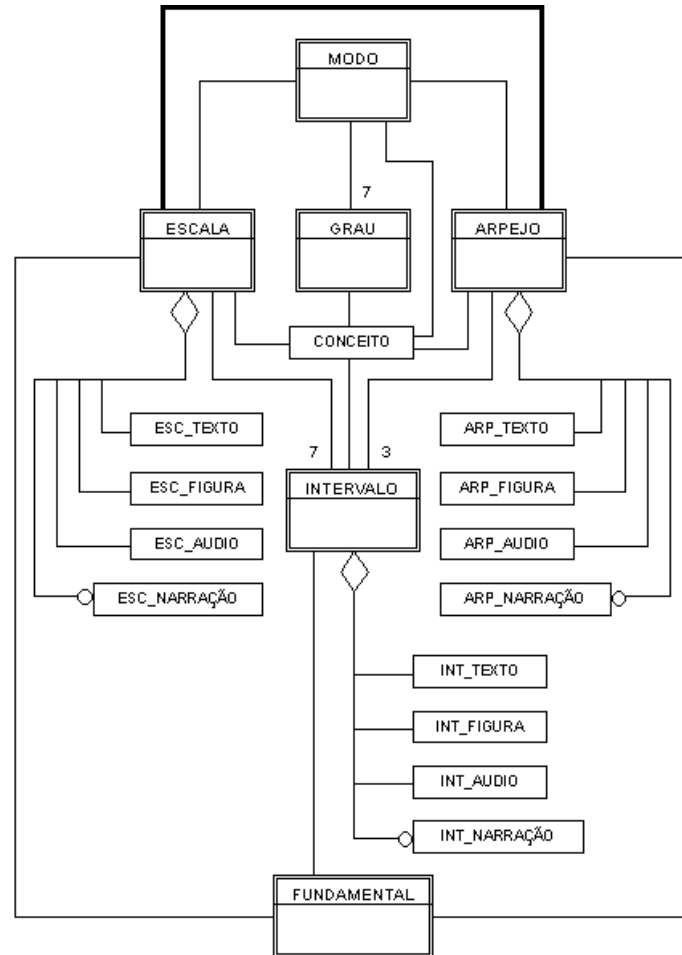 MODO
7
ESCALA
GRAU
ARPEJO
CONCEITO
ESC_TEXTO
ARP_TEXTO
7
3
ESC_FIGURA
INTERVALO
ARP_FIGURA
ESC_AUDIO
ARP_AUDIO
ESC_NARRAÇÃO
ARP_NARRAÇÃO
INT_TEXTO
INT_FIGURA
INT_AUDIO
INT_NARRAÇÃO
FUNDAMENTAL